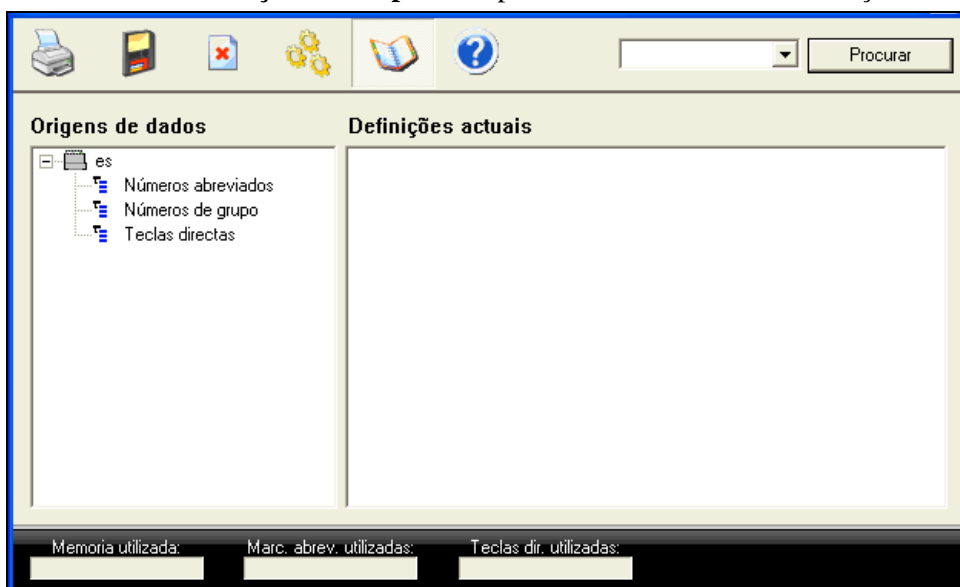 Procurar
Origens de dados
Definições actuais
es
Números abreviados
Números de grupo
Teclas directas
Memoria utilizada:
Marc. abrev. utilizadas:
Teclas dir. utilizadas: